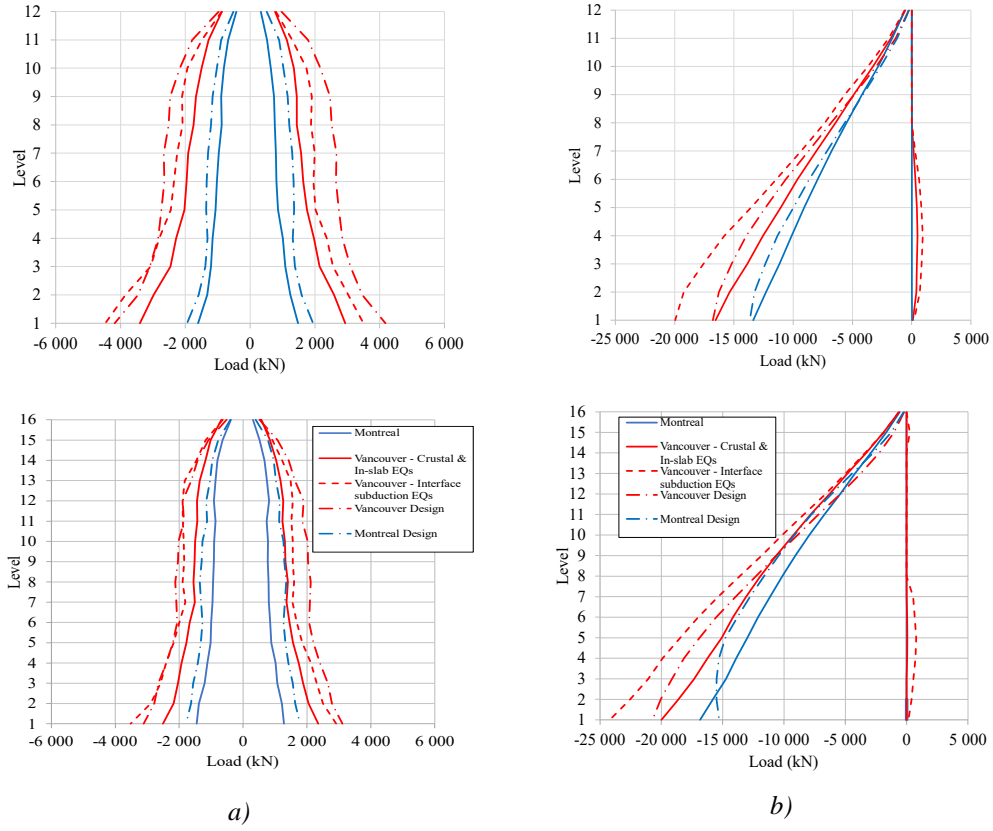 12
11
10
9
8
7
6
5
4
3
2
1
Level
-6 000 -4 000 -2 000 0 2 000 4 000 6 000
Load (kN)
12
10
8
6
4
2
1
Level
-25 000 -20 000 -15 000 -10 000 -5 000 0 5 000
Load (kN)
16
15
14
13
12
11
10
9
8
7
6
5
4
3
2
1
Level
-6 000 -4 000 -2 000 0 2 000 4 000 6 000
Load (kN)
Montreal
Vancouver - Crustal &
In-slab EQs
Vancouver - Interface
subduction EQs
Vancouver Design
Montreal Design
16
15
14
13
12
11
10
9
8
7
6
5
4
3
2
1
Level
-25 000 -20 000 -15 000 -10 000 -5 000 0 5 000
Load (kN)
Montreal
Vancouver - Crustal &
In-slab EQs
Vancouver - Interface
subduction EQs
Vancouver Design
Montreal Design
a)
b)